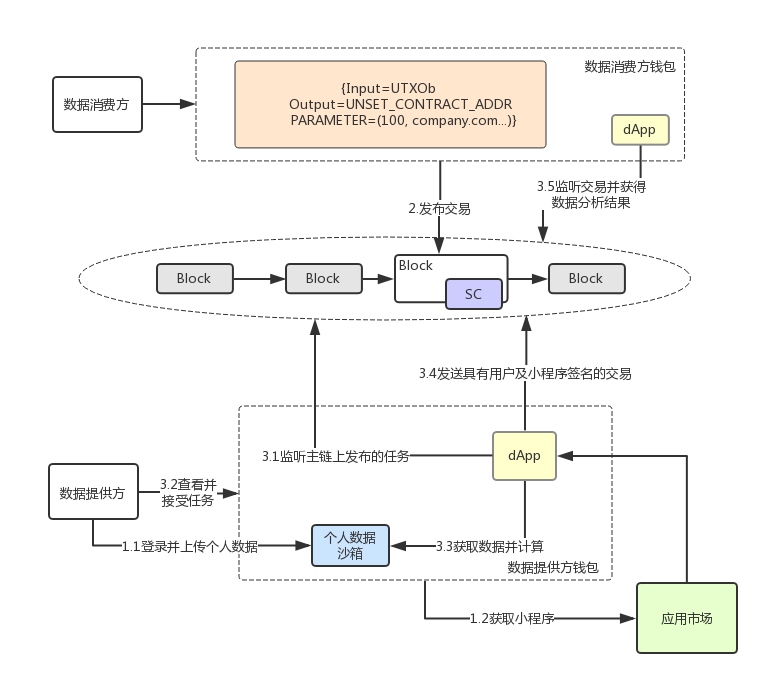 数据消费方钱包
{Input=UTXOb
Output=UNSET_CONTRACT_ADDR
PARAMETER=(100, company.com...)}
数据消费方
dApp
3.5监听交易并获得
数据分析结果
2.发布交易
Block
Block
Block
SC
Block
3.4发送具有用户及小程序签名的交易
3.1监听主链上发布的任务
dApp
数据提供方
3.2查看并
接受任务
1.1登录并上传个人数据
个人数据
沙箱
3.3获取数据并计算
数据提供方钱包
1.2获取小程序
应用市场